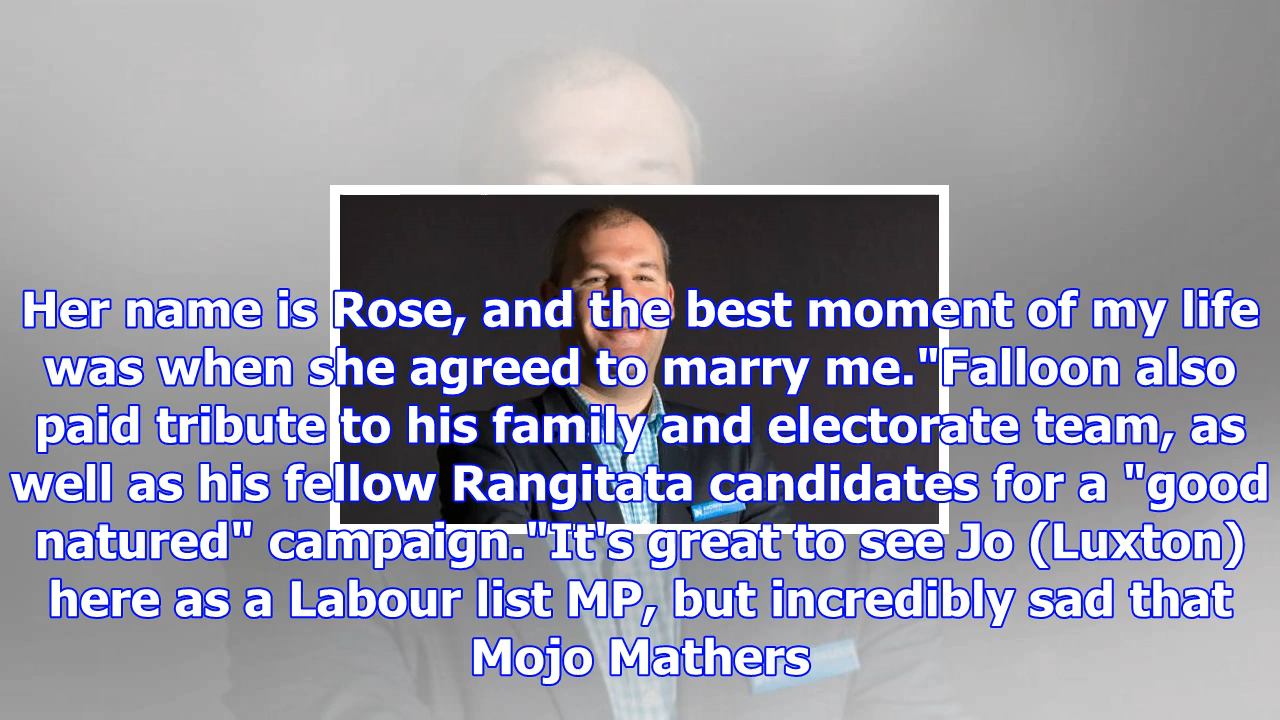 Her name is Rose, and the best moment of my life
was when she agreed to marry me."Falloon also
paid tribute to his family and electorate team, as
well as his fellow Rangitata candidates for a "good
natured" campaign."It's great to see Jo (Luxton)
here as a Labour list MP, but incredibly sad that
Mojo Mathers